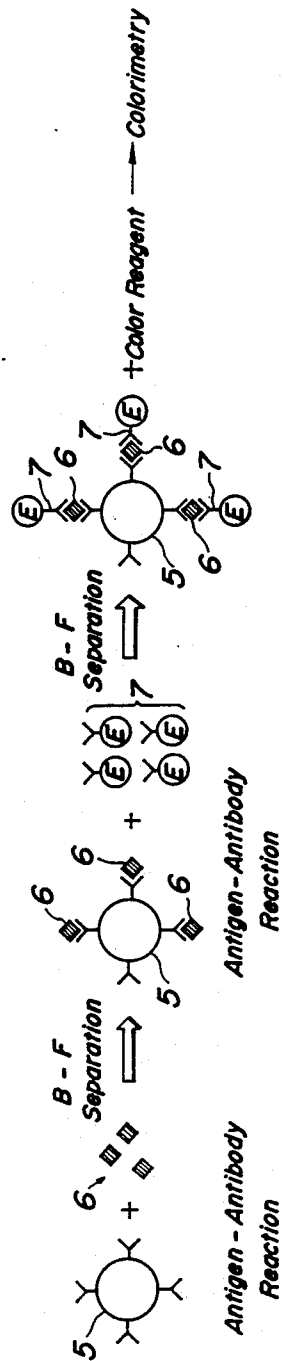 5
+
6
Antigen-Antibody
Reaction
B - F
Separation
6
6
6
5
+
E E
E E
7
Antigen-Antibody
Reaction
B - F
Separation
E
7
6
E
7
6
5
6
7
E
+Color Reagent → Colorimetry